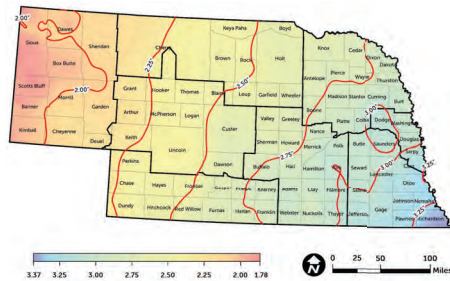 2.00"
Keya Paha
Boyd
Dawes
Sioux
Sheridan
Cherry
Brown
Rock
Holt
Knox
Cedar
Dixon
Dakota
Box Butte
2.25"
2.50"
Antelope
Pierce
Wayne
Thurston
Scotts Bluff
Morrill
2.00"
Grant
Hooker
Thomas
Blaine
Loup
Garfield
Wheeler
Boone
Madison
Stanton
Cuming
Burt
Banner
Garden
Arthur
McPherson
Logan
Custer
Valley
Greeley
Nance
Platte
Colfax
3.00"
Dodge
Washington
Kimball
Cheyenne
Deuel
Keith
Lincoln
Sherman
Howard
Merrick
Polk
Butler
Saunders
Douglas
Sarpy
3.25"
Perkins
Dawson
Buffalo
2.75"
Hall
Hamilton
Seward
Lancaster
3.00"
Otoe
Chase
Hayes
Frontier
Gosper
Phelps
Kearney
Adams
Clay
Fillmore
Saline
Johnson
Nemaha
Dundy
Hitchcock
Red Willow
Furnas
Harlan
Franklin
Webster
Nuckolls
Thayer
Jefferson
Gage
Pawnee
Richardson
3.25"
3.37 3.25 3.00 2.75 2.50 2.25 2.00 1.78
N
0 25 50 100
Miles